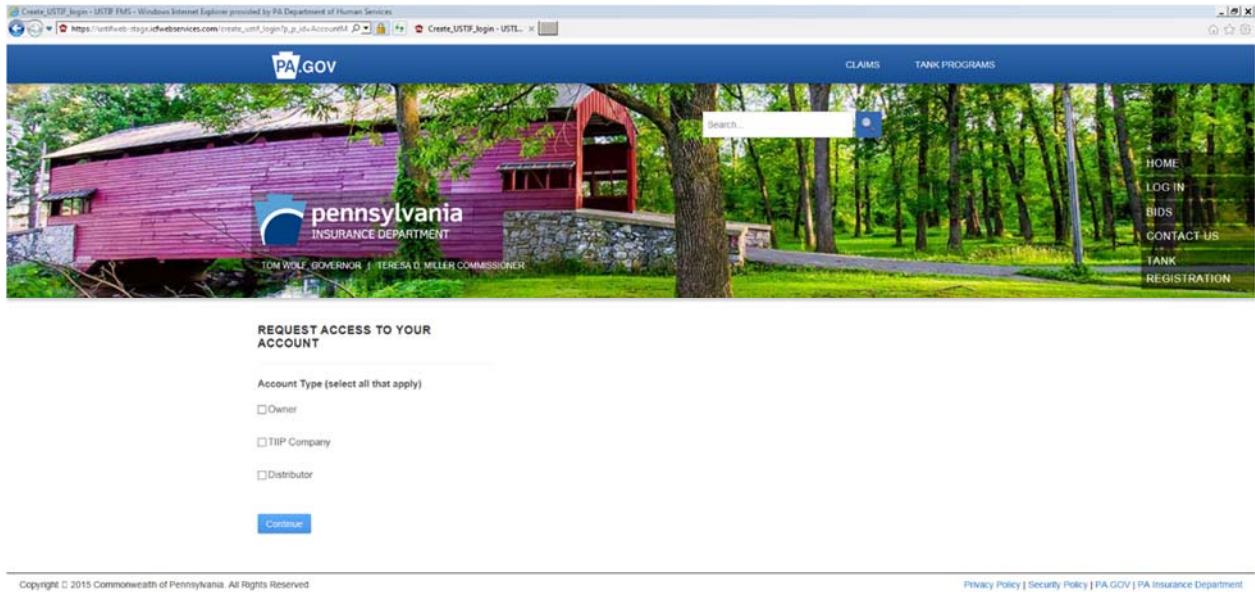 Create_USTIF_login - USTIF FMS - Windows Internet Explorer provided by PA Department of Human Services
Create_USTIF_login - USTI...
PA.GOV
CLAIMS
TANK PROGRAMS
Search...
HOME
LOG IN
BIDS
CONTACT US
TANK
REGISTRATION
pennsylvania
INSURANCE DEPARTMENT
TOM WOLF, GOVERNOR | TERESA D. MILLER COMMISSIONER
REQUEST ACCESS TO YOUR
ACCOUNT
Account Type (select all that apply)
Owner
TIIP Company
Distributor
Continue
Copyright 2015 Commonwealth of Pennsylvania. All Rights Reserved
Privacy Policy | Security Policy | PA.GOV | PA Insurance Department